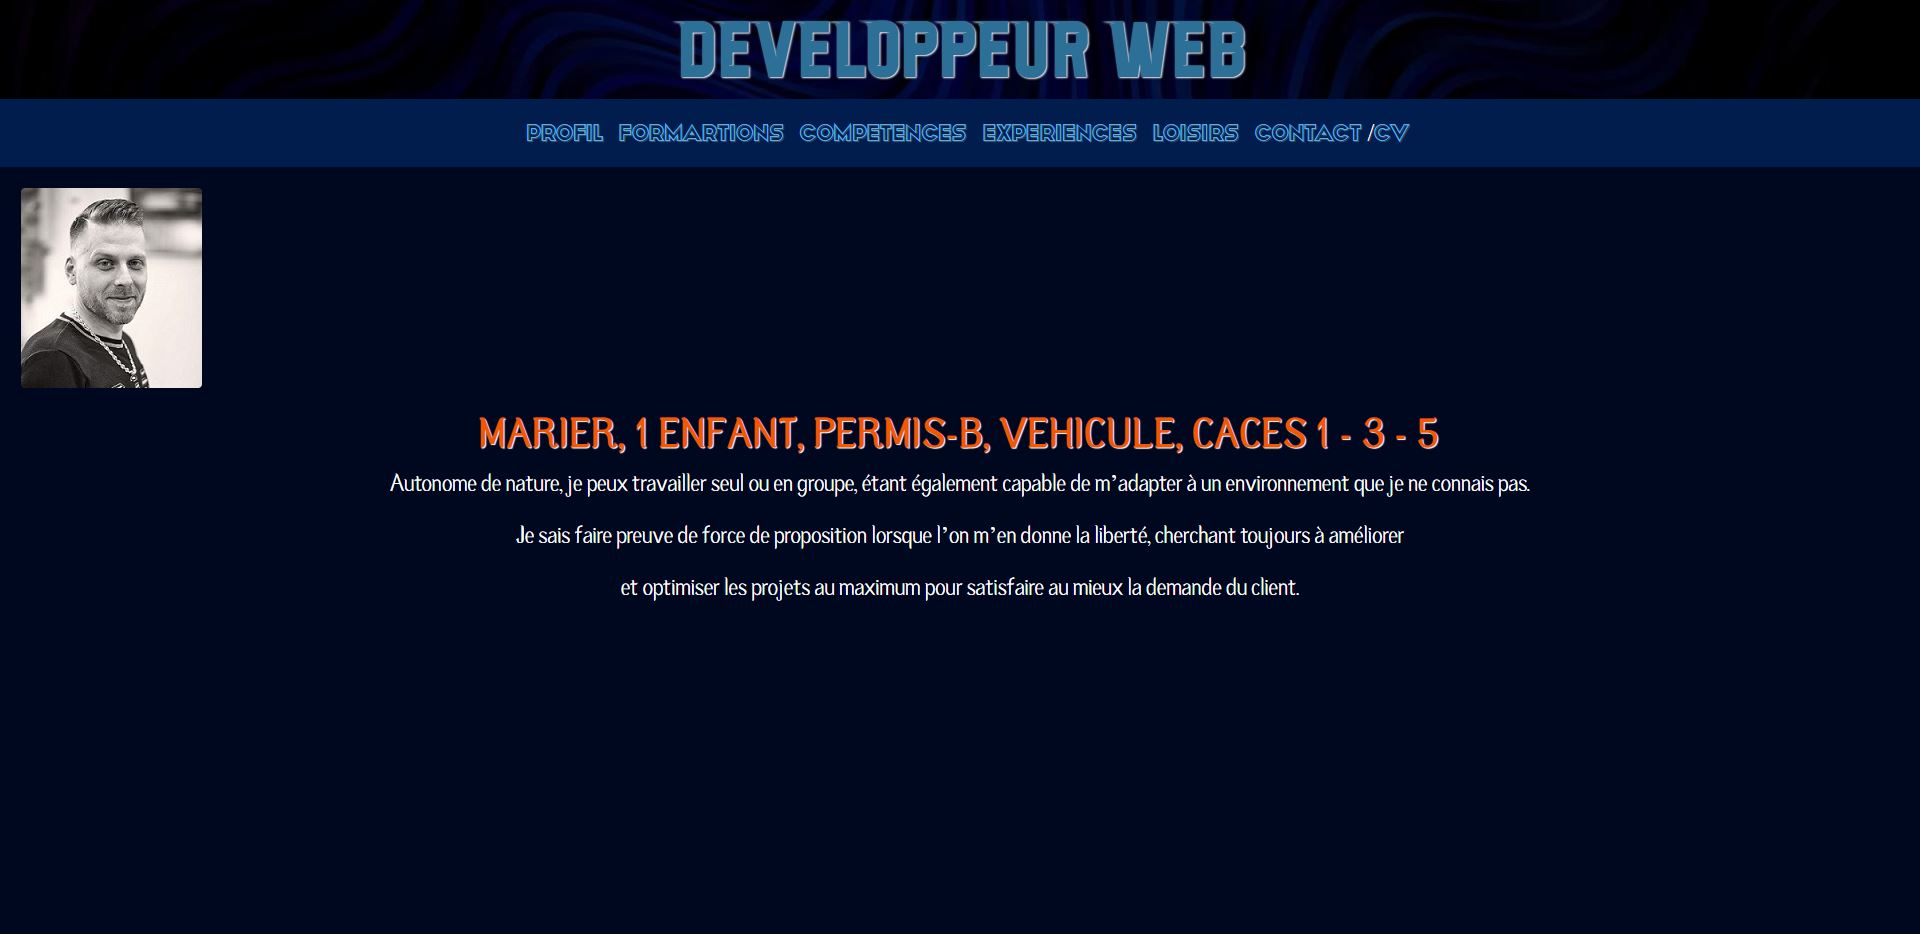 DEVELOPPEUR WEB
PROFIL FORMARTIONS COMPETENCES EXPERIENCES LOISIRS CONTACT /CV
MARIER, 1 ENFANT, PERMIS-B, VEHICULE, CACES 1 - 3 - 5
Autonome de nature, je peux travailler seul ou en groupe, étant également capable de m’adapter à un environnement que je ne connais pas.
Je sais faire preuve de force de proposition lorsque l’on m’en donne la liberté, cherchant toujours à améliorer
et optimiser les projets au maximum pour satisfaire au mieux la demande du client.